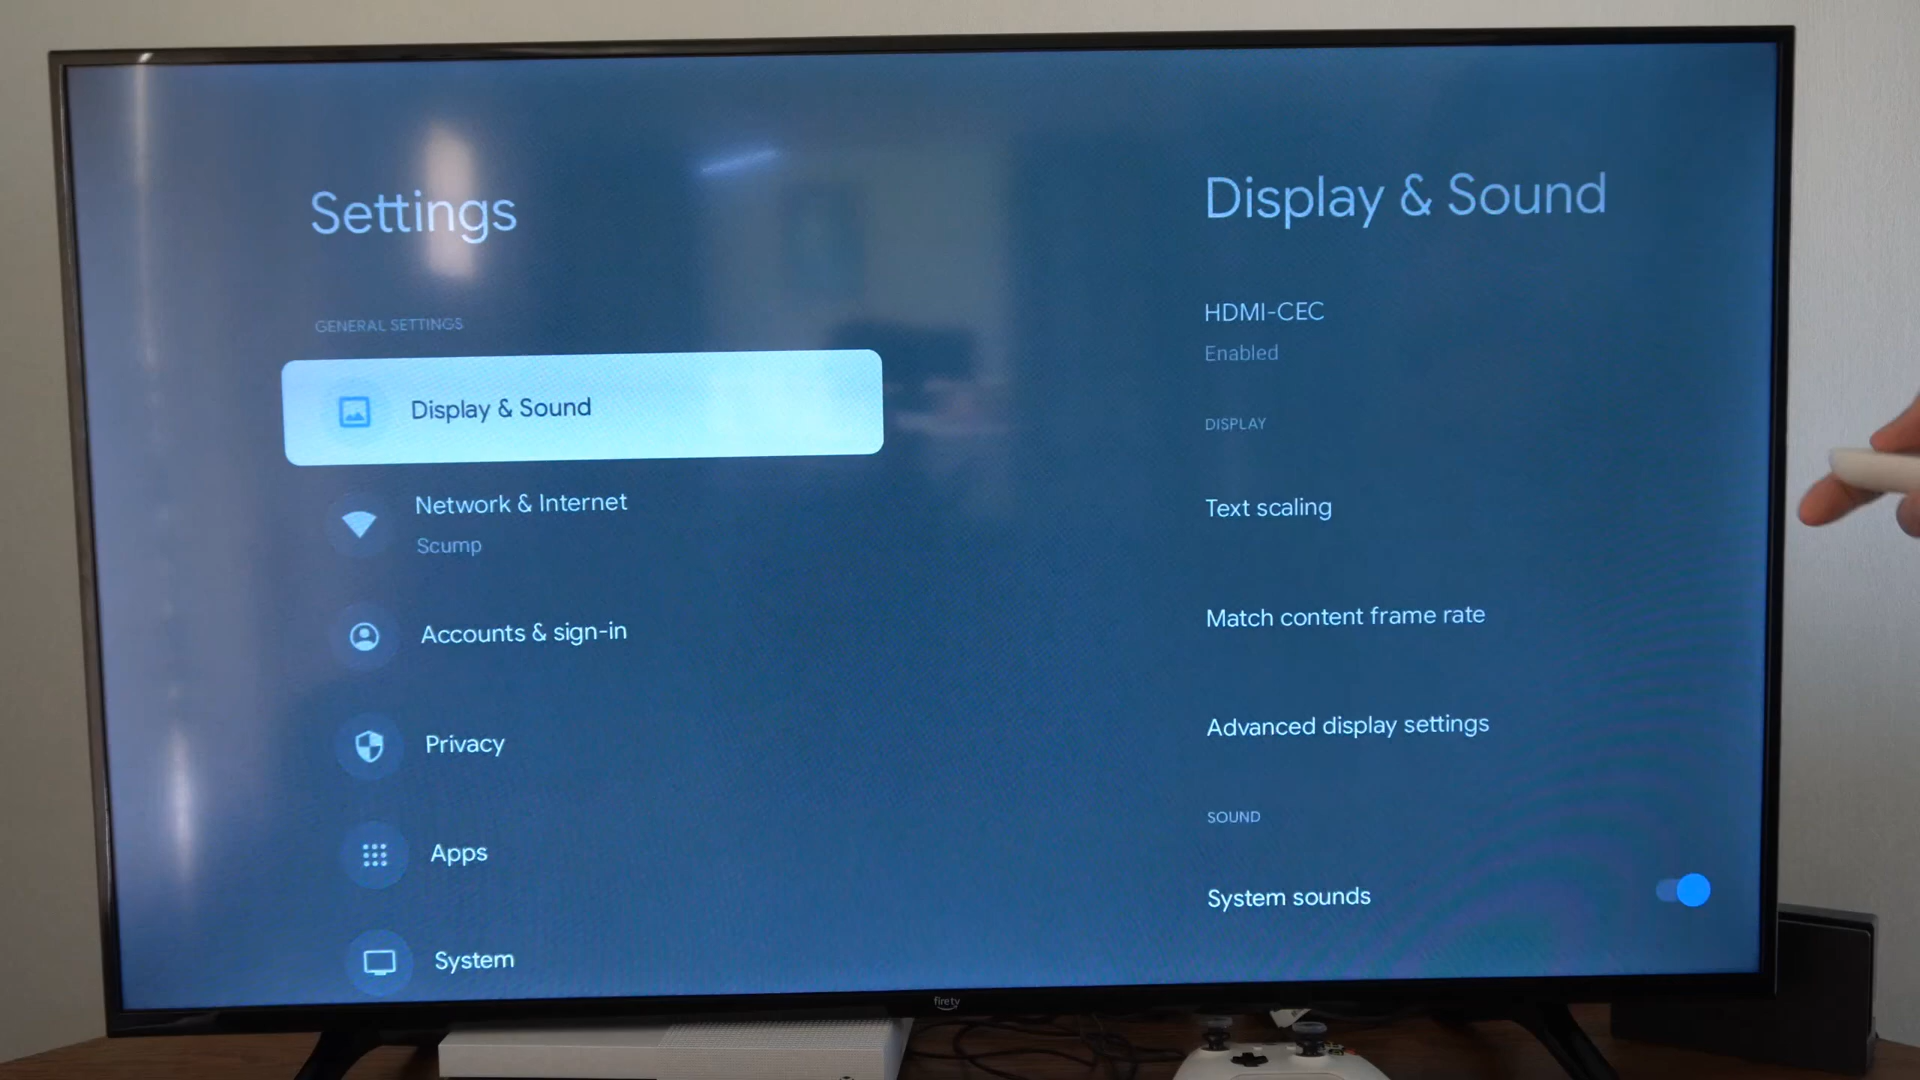 Settings
GENERAL SETTINGS
Display & Sound
Network & Internet
Scump
Accounts & sign-in
Privacy
Apps
System
Display & Sound
HDMI-CEC
Enabled
DISPLAY
Text scaling
Match content frame rate
Advanced display settings
SOUND
System sounds
firetv